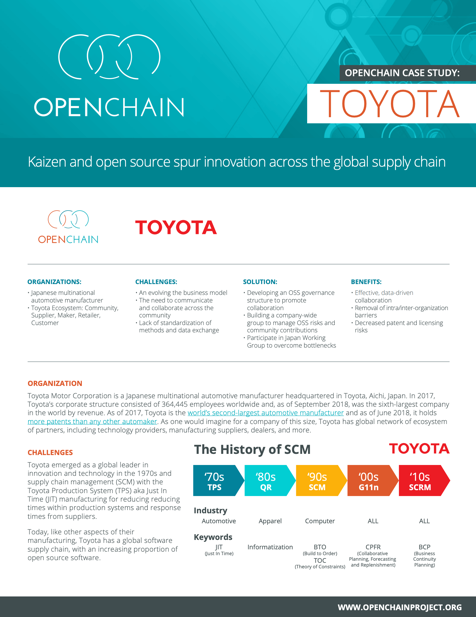 OPENCHAIN
OPENCHAIN CASE STUDY:
TOYOTA
Kaizen and open source spur innovation across the global supply chain
OPENCHAIN
TOYOTA
ORGANIZATIONS:
• Japanese multinational
automotive manufacturer
• Toyota Ecosystem: Community,
Supplier, Maker, Retailer,
Customer
CHALLENGES:
• An evolving the business model
• The need to communicate
and collaborate across the
community
• Lack of standardization of
methods and data exchange
SOLUTION:
• Developing an OSS governance
structure to promote
collaboration
• Building a company-wide
group to manage OSS risks and
community contributions
• Participate in Japan Working
Group to overcome bottlenecks
BENEFITS:
• Effective, data-driven
collaboration
• Removal of intra/inter-organization
barriers
• Decreased patent and licensing
risks
ORGANIZATION
Toyota Motor Corporation is a Japanese multinational automotive manufacturer headquartered in Toyota, Aichi, Japan. In 2017,
Toyota's corporate structure consisted of 364,445 employees worldwide and, as of September 2018, was the sixth-largest company
in the world by revenue. As of 2017, Toyota is the world's second-largest automotive manufacturer and as of June 2018, it holds
more patents than any other automaker. As one would imagine for a company of this size, Toyota has global network of ecosystem
of partners, including technology providers, manufacturing suppliers, dealers, and more.
CHALLENGES
Toyota emerged as a global leader in
innovation and technology in the 1970s and
supply chain management (SCM) with the
Toyota Production System (TPS) aka Just In
Time (JIT) manufacturing for reducing reducing
times within production systems and response
times from suppliers.
Today, like other aspects of their
manufacturing, Toyota has a global software
supply chain, with an increasing proportion of
open source software.
The History of SCM
TOYOTA
'70s
TPS
'80s
QR
'90s
SCM
'00s
G11n
'10s
SCRM
Industry
Automotive
Apparel
Computer
ALL
ALL
Keywords
JIT
(Just In Time)
Informatization
BTO
(Build to Order)
TOC
(Theory of Constraints)
CPFR
(Collaborative
Planning, Forecasting
and Replenishment)
BCP
(Business
Continuity
Planning)
WWW.OPENCHAINPROJECT.ORG